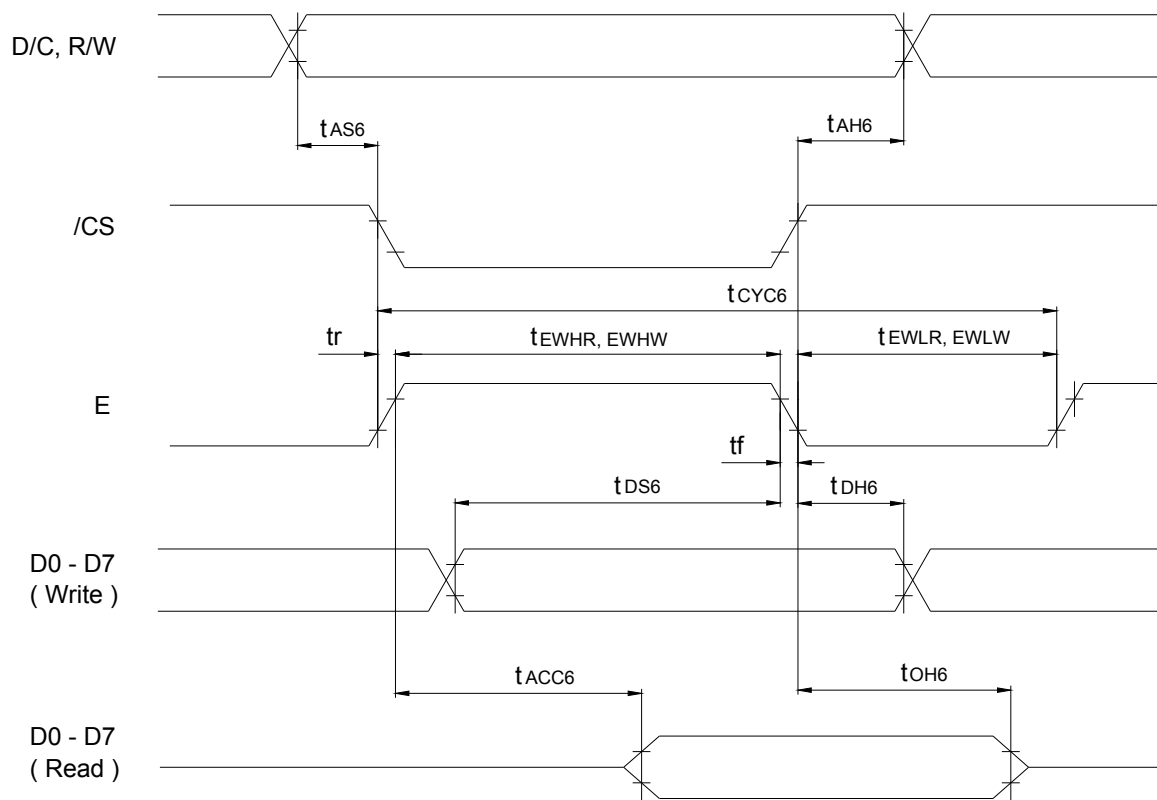 D/C, R/W
tAS6
tAH6
/CS
tCYC6
tr
tEWHR, EWHW
tEWLR, EWLW
E
tf
tDS6
tDH6
D0 - D7
( Write )
tACC6
tOH6
D0 - D7
( Read )